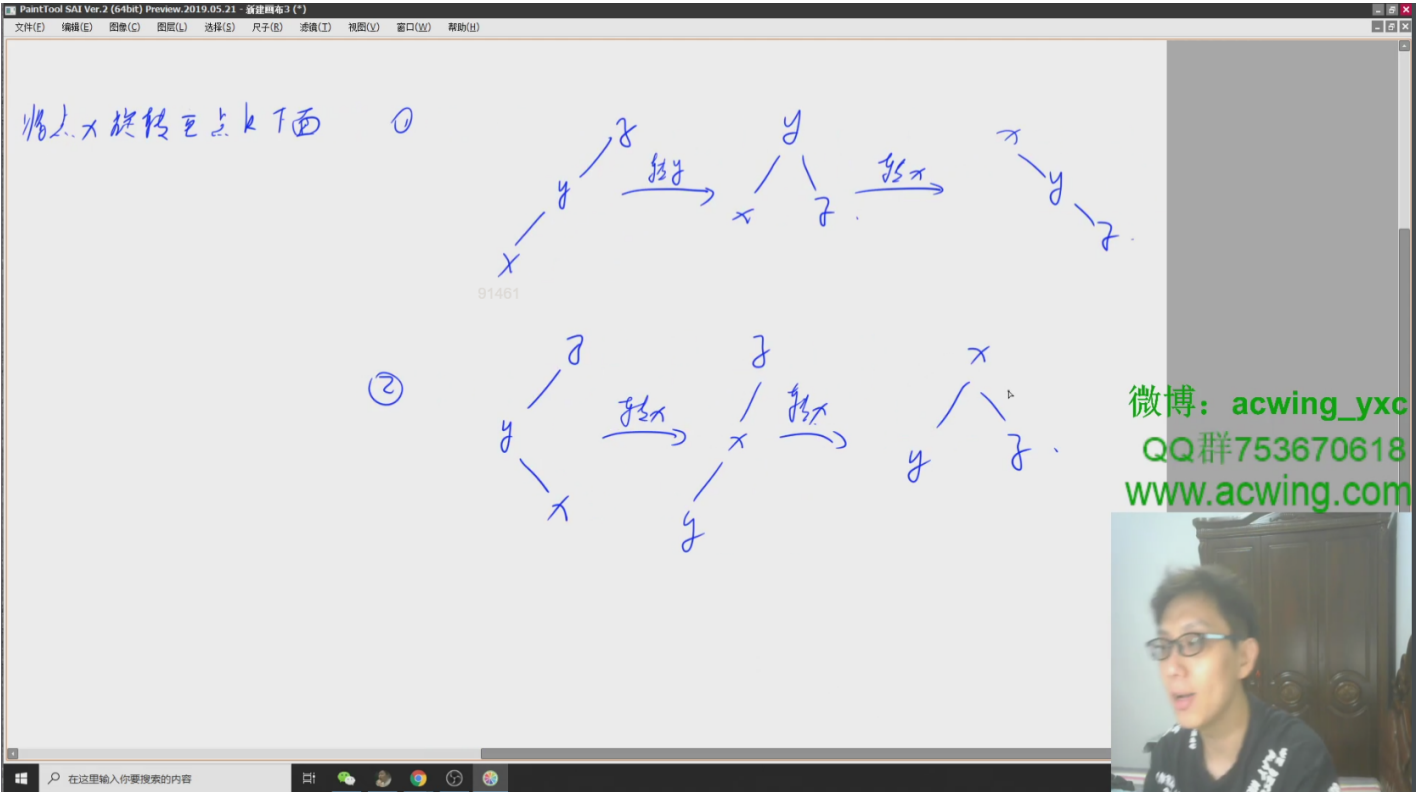 PaintTool SAI Ver.2 (64bit) Preview.2019.05.21 - 新建画布3 (*)
文件(F) 编辑(E) 图像(C) 图层(L) 选择(S) 尺子(R) 滤镜(T) 视图(V) 窗口(W) 帮助(H)
将点x旋转至点k下面 ①
z
y
x
转y
y
x z
转x
x
y
z
91461
②
z
y
x
转x
z
x
y
转x
x
y z
微博：acwing_yxc
QQ群753670618
www.acwing.com
在这里输入你要搜索的内容